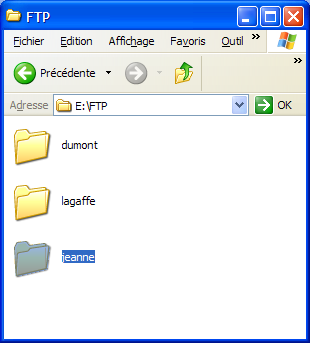 FTP
Fichier Edition Affichage Favoris Outil »
Précédente »
Adresse E:\FTP OK
dumont
lagaffe
jeanne